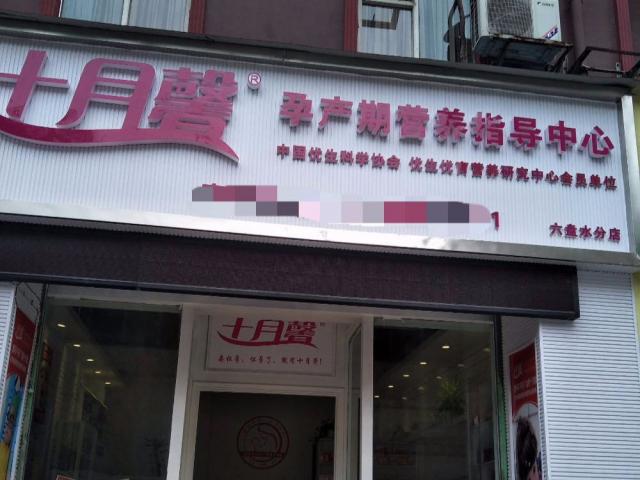 十月馨®
孕产期营养指导中心
中国优生科学协会 优生优育营养研究中心会员单位
1
六盘水分店
十月馨®